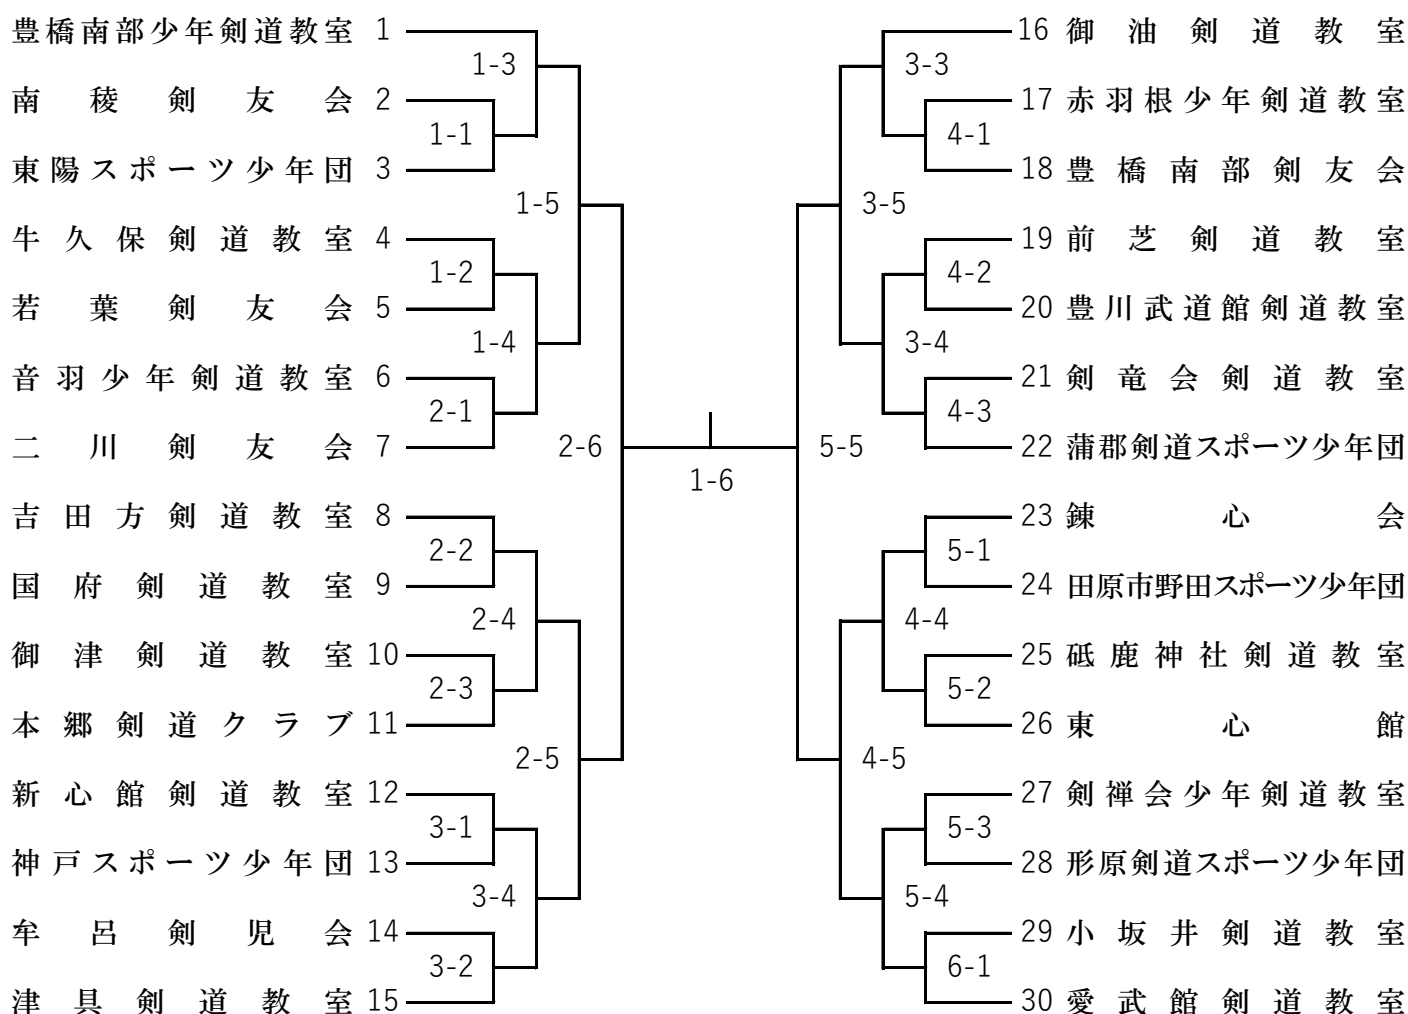 豊橋南部少年剣道教室 1
1-3
南稜剣友会 2
1-1
東陽スポーツ少年団 3
1-5
牛久保剣道教室 4
1-2
若葉剣友会 5
1-4
音羽少年剣道教室 6
2-1
二川剣友会 7
2-6
吉田方剣道教室 8
2-2
国府剣道教室 9
2-4
御津剣道教室 10
2-3
本郷剣道クラブ 11
2-5
新心館剣道教室 12
3-1
神戸スポーツ少年団 13
3-4
牟呂剣児会 14
3-2
津具剣道教室 15
1-6
16 御油剣道教室
3-3
17 赤羽根少年剣道教室
4-1
18 豊橋南部剣友会
3-5
19 前芝剣道教室
4-2
20 豊川武道館剣道教室
3-4
21 剣竜会剣道教室
4-3
22 蒲郡剣道スポーツ少年団
5-5
23 錬心会
5-1
24 田原市野田スポーツ少年団
4-4
25 砥鹿神社剣道教室
5-2
26 東心館
4-5
27 剣禅会少年剣道教室
5-3
28 形原剣道スポーツ少年団
5-4
29 小坂井剣道教室
6-1
30 愛武館剣道教室